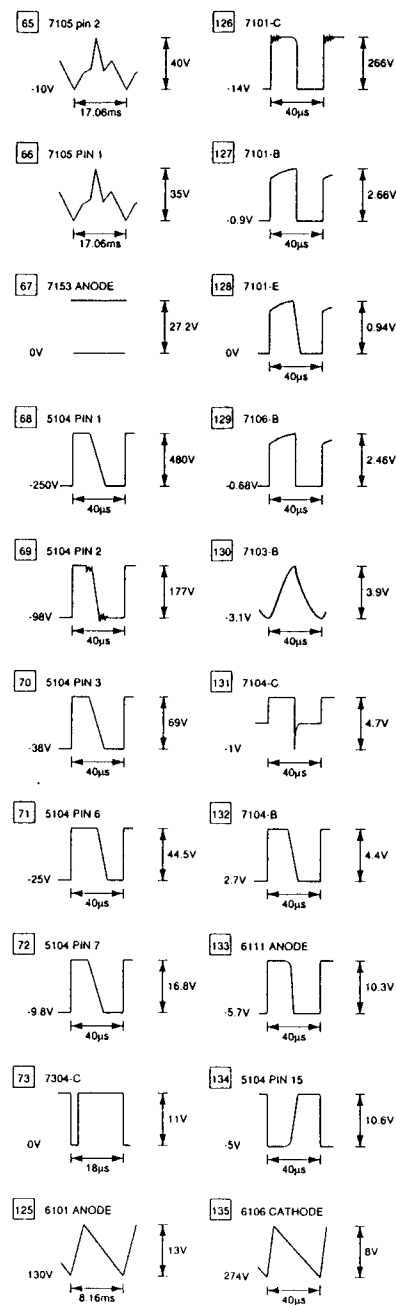 65 7105 pin 2
40V
-10V
17.06ms
66 7105 PIN 1
35V
17.06ms
67 7153 ANODE
27.2V
0V
68 5104 PIN 1
480V
-250V
40µs
69 5104 PIN 2
177V
-98V
40µs
70 5104 PIN 3
69V
-38V
40µs
71 5104 PIN 6
44.5V
-25V
40µs
72 5104 PIN 7
16.8V
-9.8V
40µs
73 7304-C
11V
0V
18µs
125 6101 ANODE
13V
130V
8.16ms
126 7101-C
266V
-14V
40µs
127 7101-B
2.66V
-0.9V
40µs
128 7101-E
0.94V
0V
40µs
129 7106-B
2.46V
-0.68V
40µs
130 7103-B
3.9V
-3.1V
40µs
131 7104-C
4.7V
-1V
40µs
132 7104-B
4.4V
2.7V
40µs
133 6111 ANODE
10.3V
-5.7V
40µs
134 5104 PIN 15
10.6V
-5V
40µs
135 6106 CATHODE
8V
274V
40µs